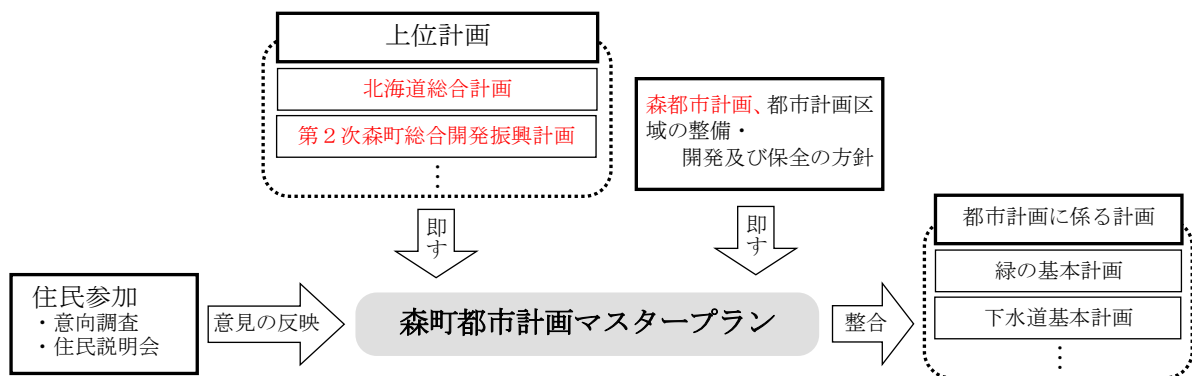 上位計画
北海道総合計画
第2次森町総合開発振興計画
⋮
森都市計画、都市計画区
域の整備・
開発及び保全の方針
即す
即す
都市計画に係る計画
緑の基本計画
下水道基本計画
⋮
住民参加
・意向調査
・住民説明会
意見の反映
森町都市計画マスタープラン
整合